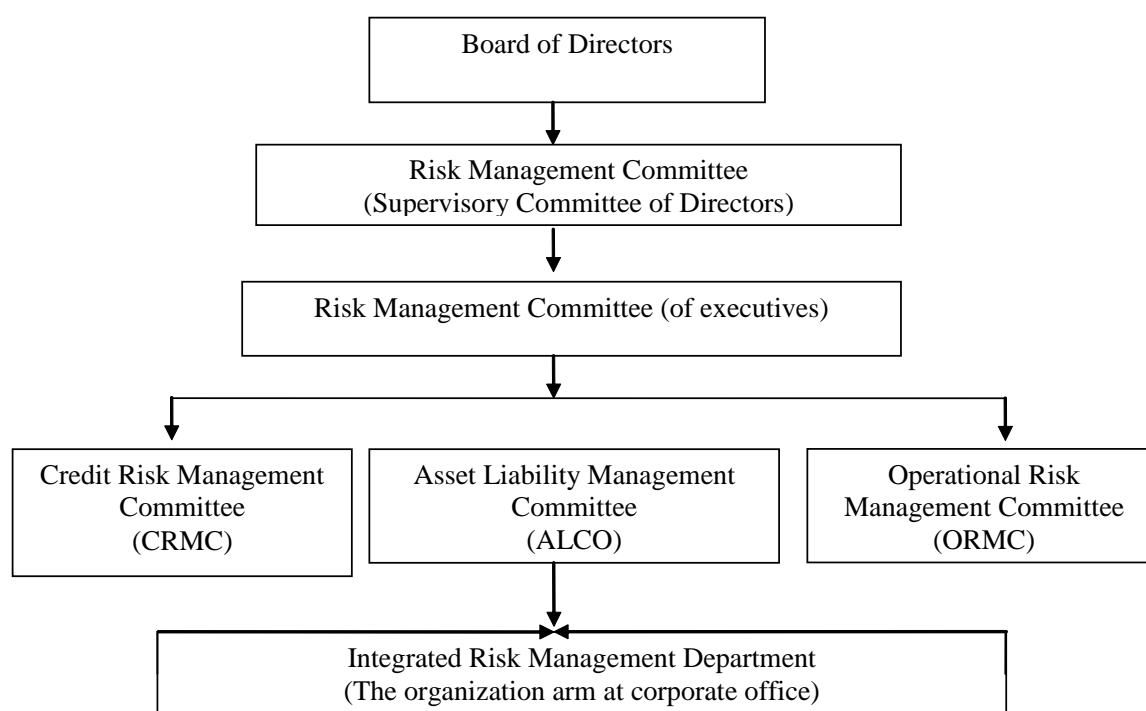 Board of Directors
Risk Management Committee
(Supervisory Committee of Directors)
Risk Management Committee (of executives)
Credit Risk Management
Committee
(CRMC)
Asset Liability Management
Committee
(ALCO)
Operational Risk
Management Committee
(ORMC)
Integrated Risk Management Department
(The organization arm at corporate office)